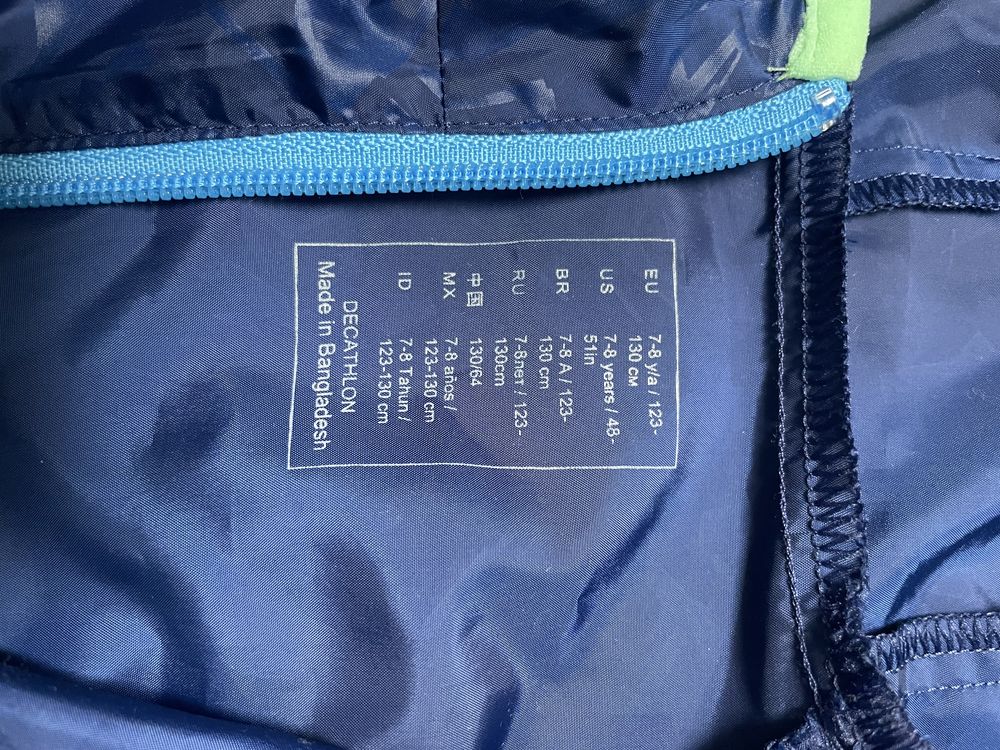 EU 7-8 y/a / 123-
130 см
US 7-8 years / 48-
51in
BR 7-8 A / 123-
130 cm
RU 7-8лет / 123-
130cm
中国 130/64
MX 7-8 años /
123-130 cm
ID 7-8 Tahun /
123-130 cm
DECATHLON
Made in Bangladesh